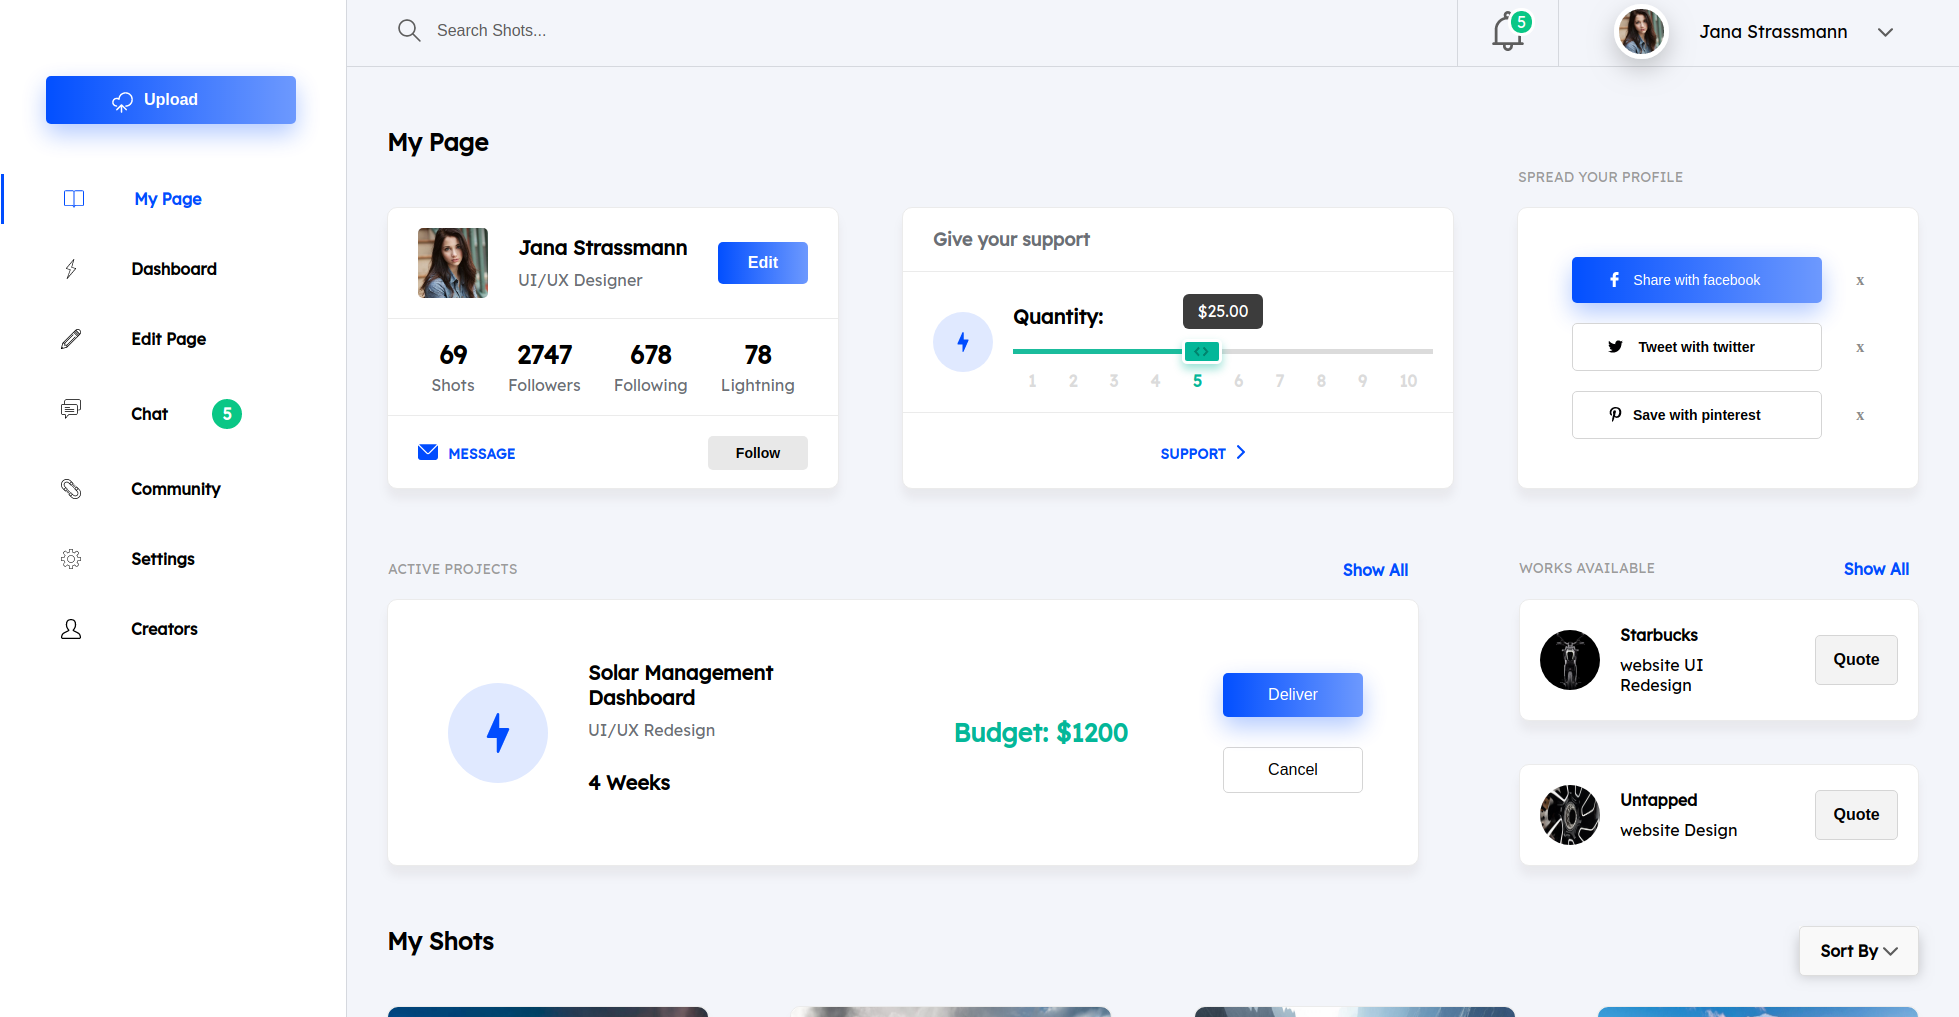 Search Shots...
5
Jana Strassmann
Upload
My Page
Dashboard
Edit Page
Chat
5
Community
Settings
Creators
My Page
Jana Strassmann
UI/UX Designer
Edit
69
2747
678
78
Shots
Followers
Following
Lightning
MESSAGE
Follow
Give your support
Quantity:
$25.00
1 2 3 4 5 6 7 8 9 10
SUPPORT
SPREAD YOUR PROFILE
Share with facebook
x
Tweet with twitter
x
Save with pinterest
x
ACTIVE PROJECTS
Show All
Solar Management
Dashboard
UI/UX Redesign
4 Weeks
Budget: $1200
Deliver
Cancel
WORKS AVAILABLE
Show All
Starbucks
website UI
Redesign
Quote
Untapped
website Design
Quote
My Shots
Sort By